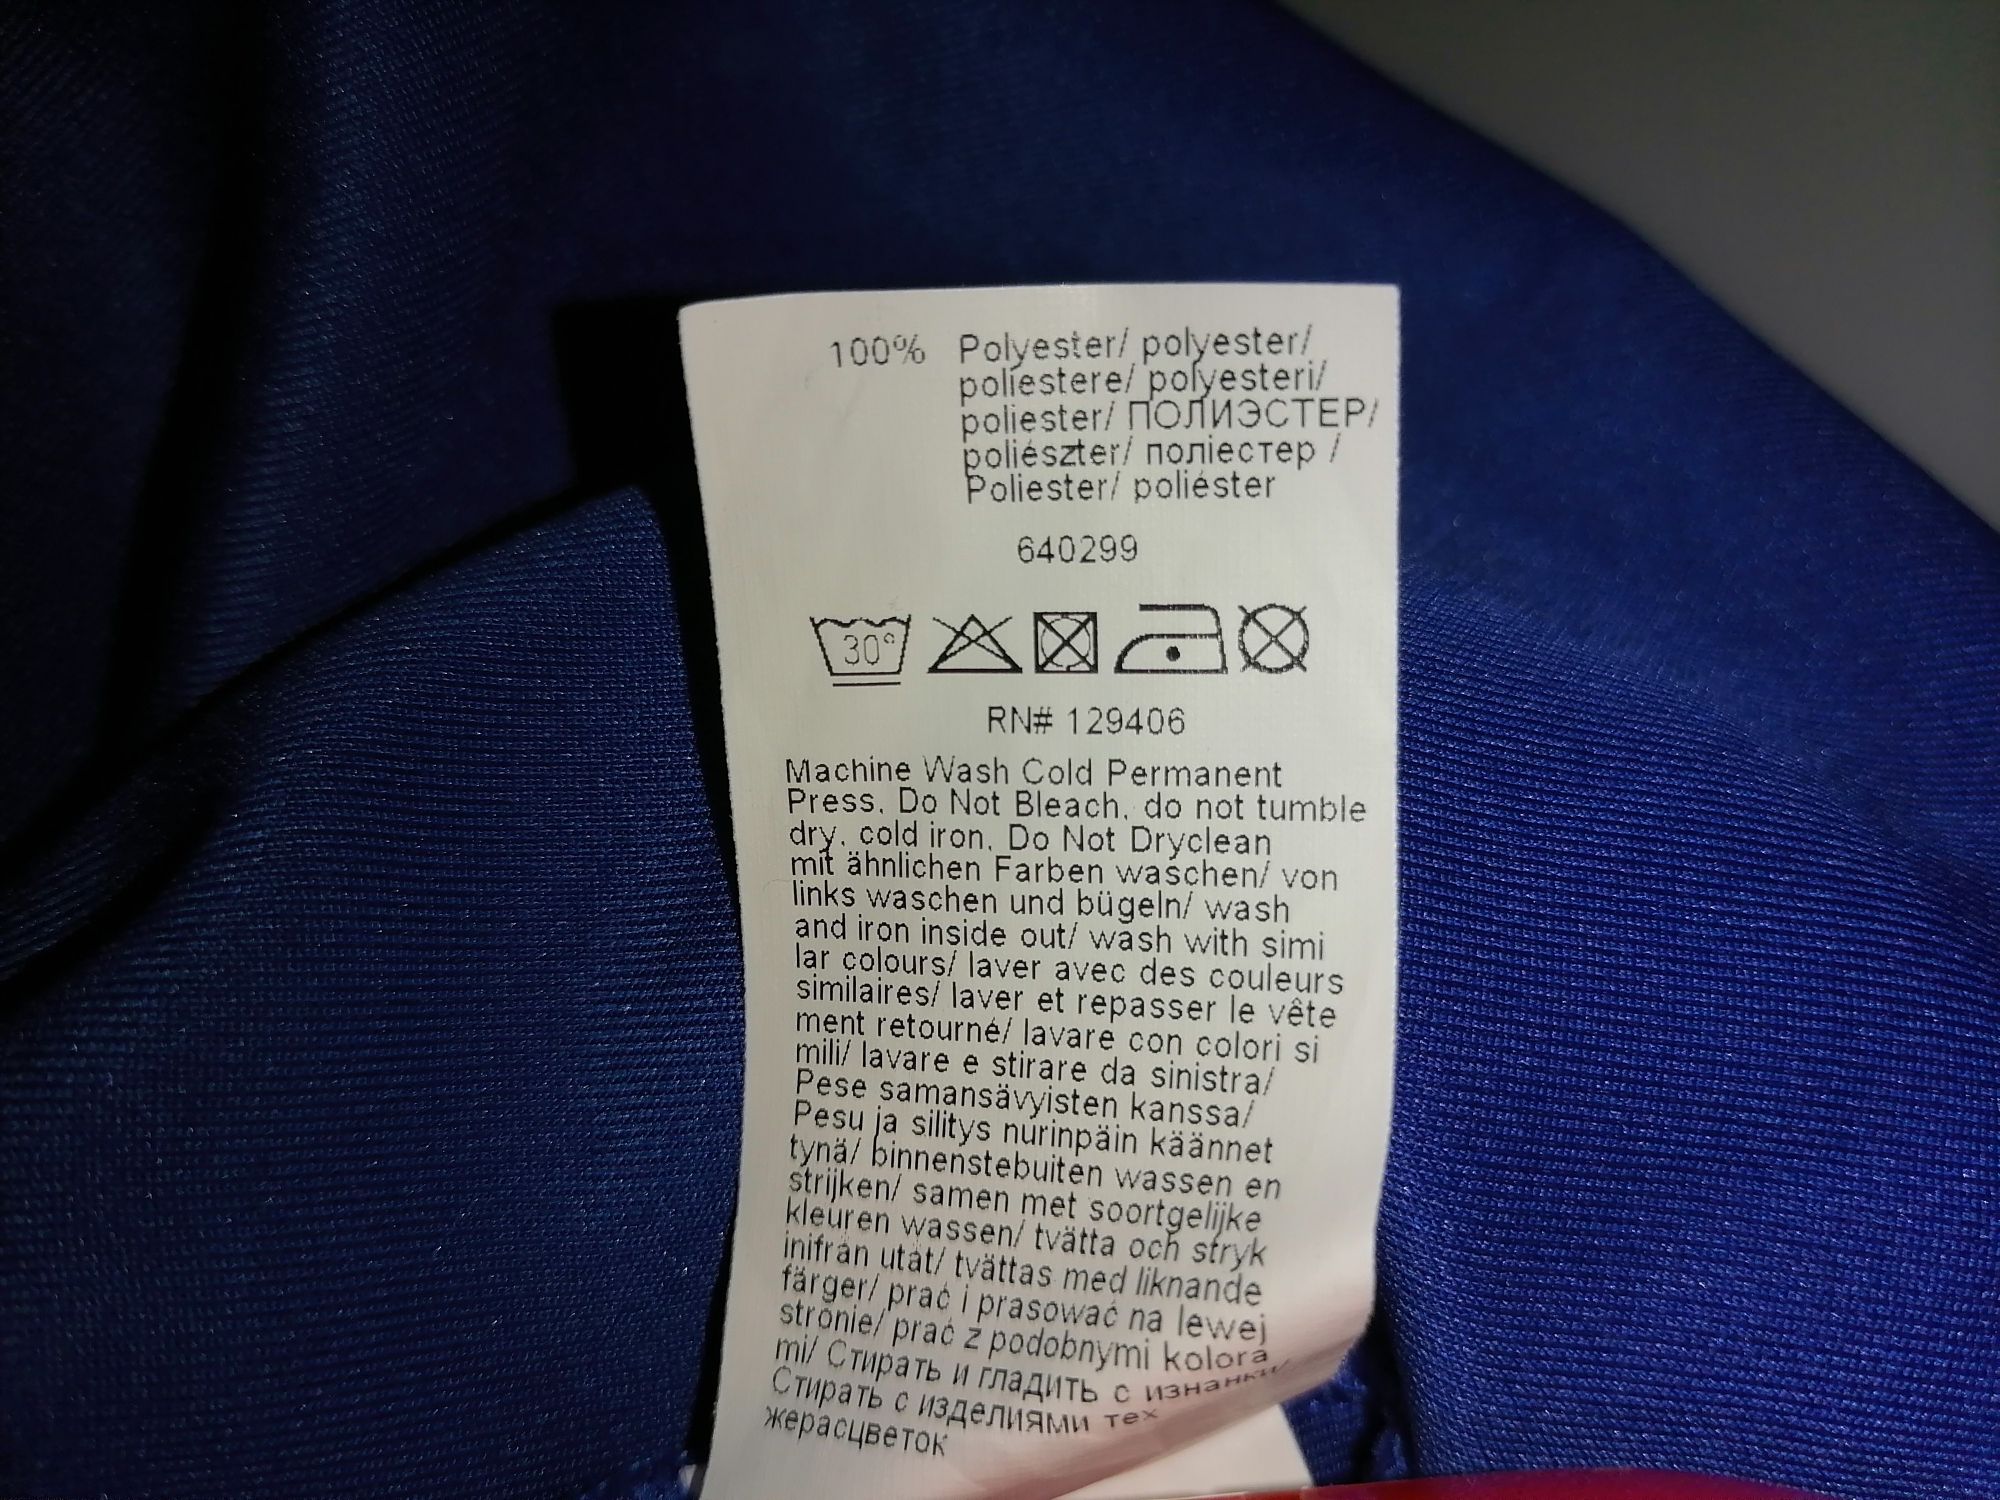 100% Polyester/ polyester/
poliestere/ polyesteri/
poliester/ ПОЛИЭСТЕР/
poliészter/ поліестер /
Poliester/ poliéster
640299
30°
RN# 129406
Machine Wash Cold Permanent
Press. Do Not Bleach, do not tumble
dry, cold iron, Do Not Dryclean
mit ähnlichen Farben waschen/ von
links waschen und bügeln/ wash
and iron inside out/ wash with simi
lar colours/ laver avec des couleurs
similaires/ laver et repasser le vête
ment retourné/ lavare con colori si
mili/ lavare e stirare da sinistra/
Pese samansävyisten kanssa/
Pesu ja silitys nurinpäin käännet
tynä/ binnenstebuiten wassen en
strijken/ samen met soortgelijke
kleuren wassen/ tvätta och stryk
inifrån utåt/ tvättas med liknande
färger/ prać i prasować na lewej
stronie/ prać z podobnymi kolora
mi/ Стирать и гладить с изнанки/
Стирать с изделиями тех
жерасцветок